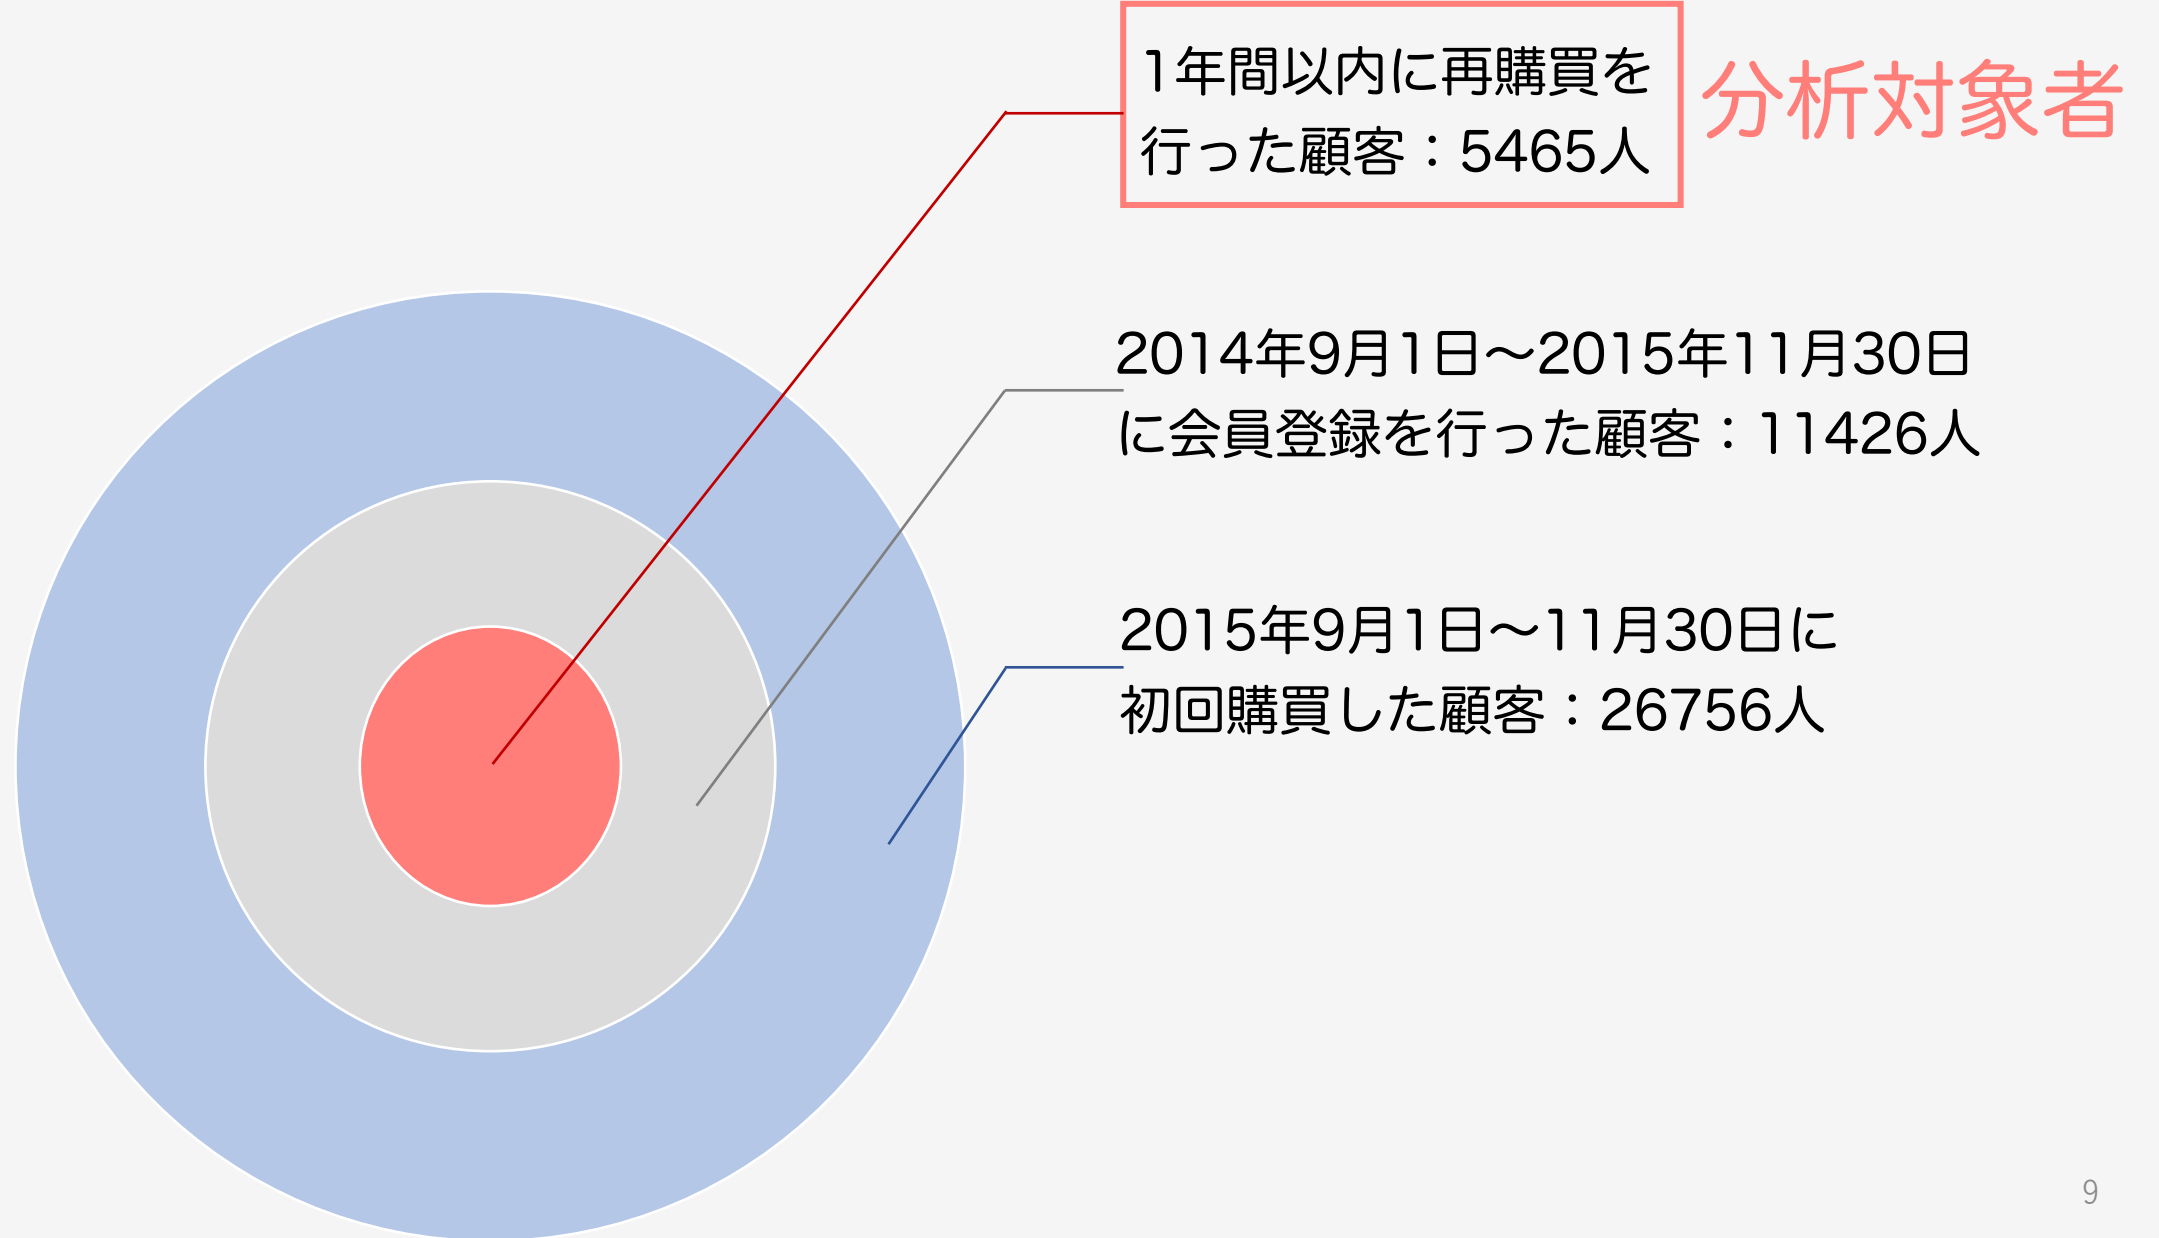 1年間以内に再購買を
行った顧客：5465人
分析対象者
2014年9月1日～2015年11月30日
に会員登録を行った顧客：11426人
2015年9月1日～11月30日に
初回購買した顧客：26756人
9